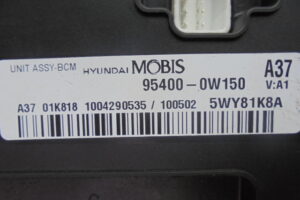 UNIT ASSY-BCM HYUNDAI MOBIS A37
95400-0W150 V:A1
A37 01K818 1004290535 / 100502 5WY81K8A